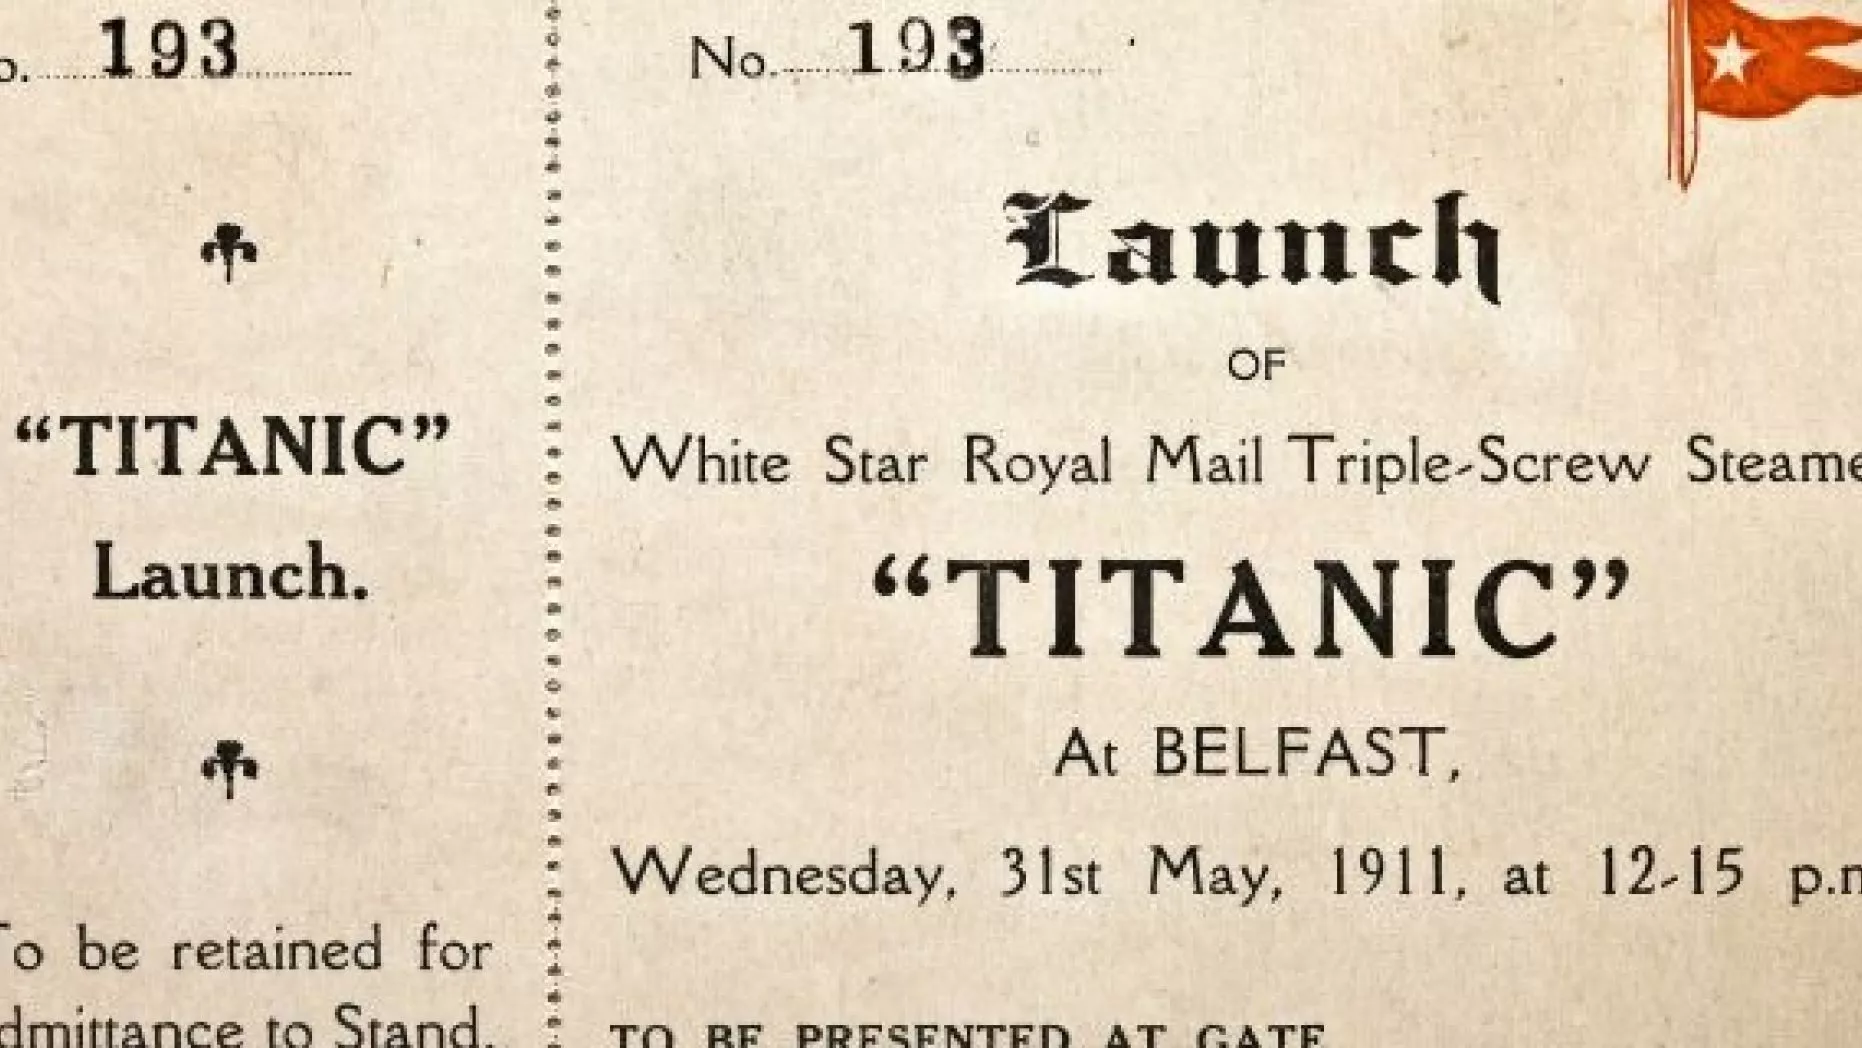 o. 193
"TITANIC"
Launch.
To be retained for
dmittance to Stand.
No. 193
Launch
OF
White Star Royal Mail Triple-Screw Steame
"TITANIC"
At BELFAST,
Wednesday, 31st May, 1911, at 12-15 p.m
TO BE PRESENTED AT GATE